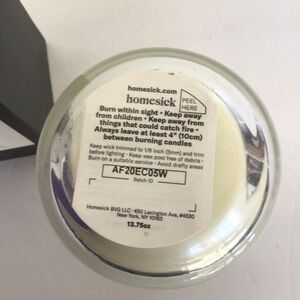 homesick.com
homesick
PEEL
HERE
Burn within sight • Keep away
from children • Keep away from
things that could catch fire •
Always leave at least 4" (10cm)
between burning candles
Keep wick trimmed to 1/8 inch (3mm) and trim
before lighting • Keep wax pool free of debris •
Burn on a suitable service • Avoid drafty areas
AF20EC05W
Batch ID
Homesick BVG LLC- 450 Lexington Ave, #4530
New York, NY 10163
13.75oz